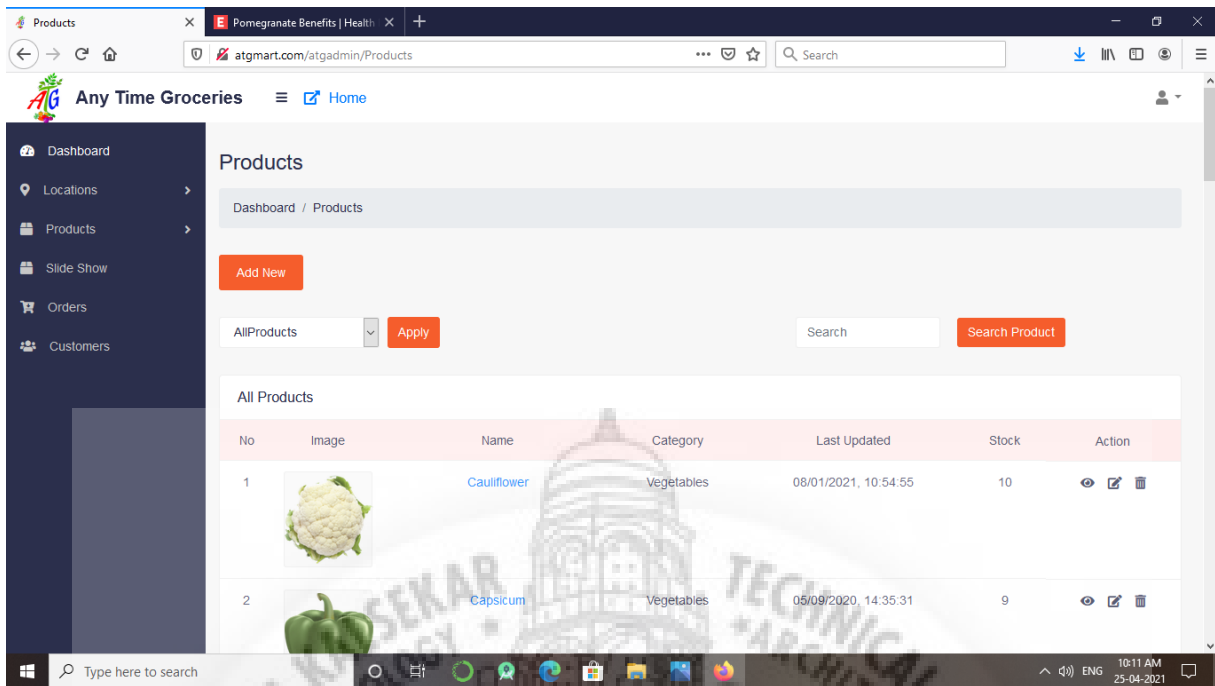 Products
Pomegranate Benefits | Health
atgmart.com/atgadmin/Products
Search
ATG Any Time Groceries Home
Dashboard
Locations
Products
Slide Show
Orders
Customers
Products
Dashboard / Products
Add New
AllProducts Apply Search Search Product
All Products
No Image Name Category Last Updated Stock Action
1 Cauliflower Vegetables 08/01/2021, 10:54:55 10
2 Capsicum Vegetables 05/09/2020, 14:35:31 9
TECHNICAL
Type here to search
ENG
10:11 AM
25-04-2021